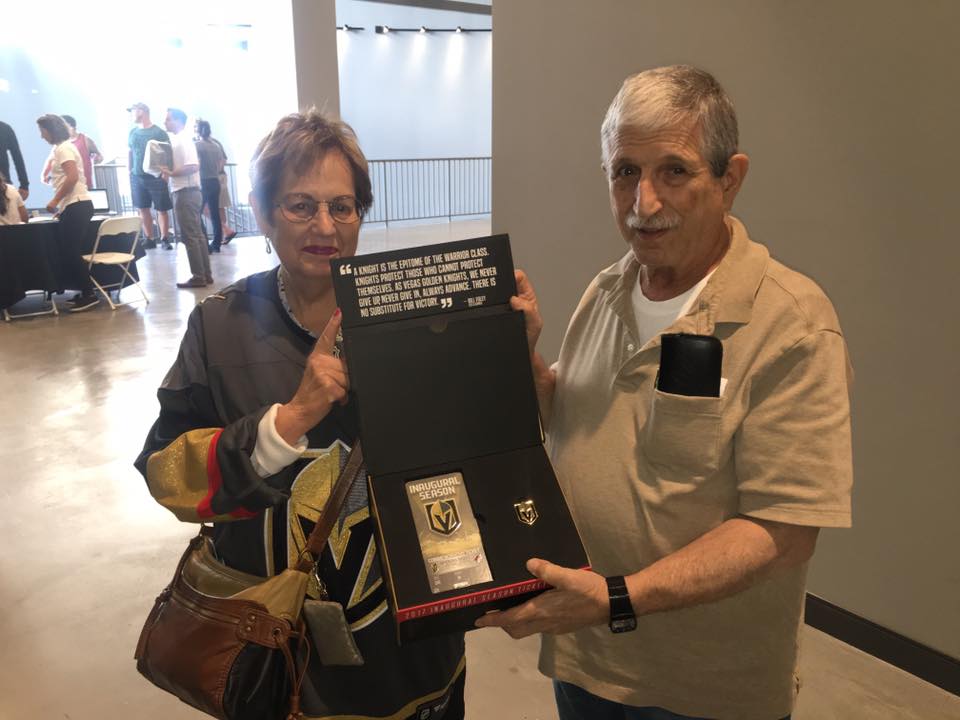 “A KNIGHT IS THE EPITOME OF THE WARRIOR CLASS.
KNIGHTS PROTECT THOSE WHO CANNOT PROTECT
THEMSELVES. AS VEGAS GOLDEN KNIGHTS, WE NEVER
GIVE UP, NEVER GIVE IN, ALWAYS ADVANCE. THERE IS
NO SUBSTITUTE FOR VICTORY.”
- BILL FOLEY
INAUGURAL
SEASON
2017 INAUGURAL SEASON TICKET